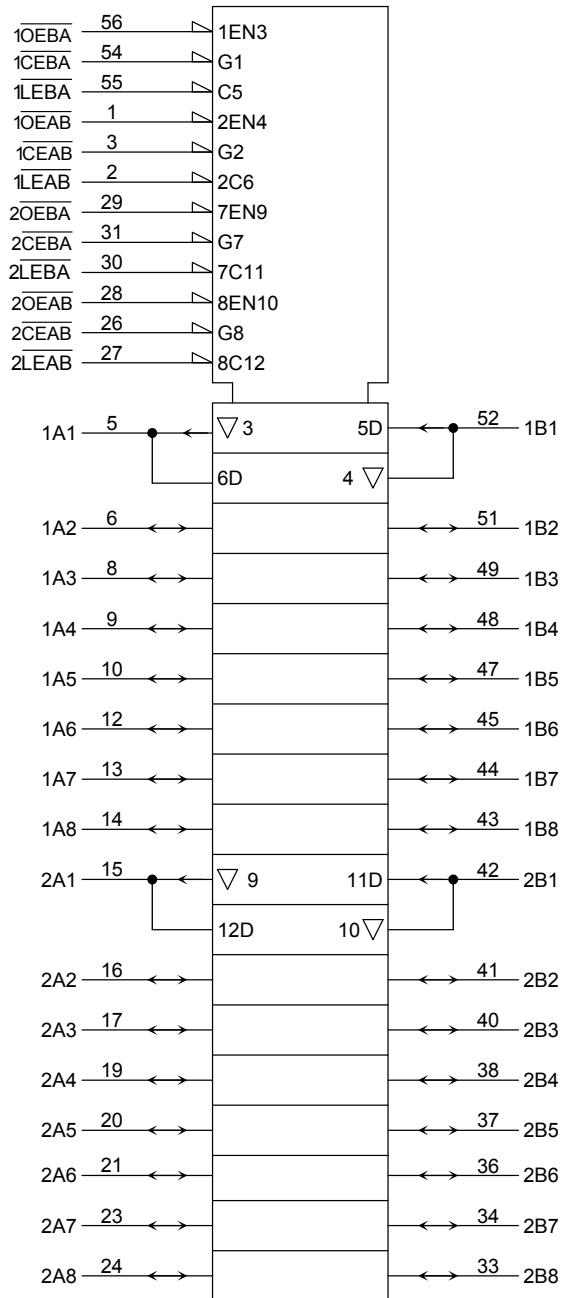 1OEBA 56 1EN3
1CEBA 54 G1
1LEBA 55 C5
1OEAB 1 2EN4
1CEAB 3 G2
1LEAB 2 2C6
2OEBA 29 7EN9
2CEBA 31 G7
2LEBA 30 7C11
2OEAB 28 8EN10
2CEAB 26 G8
2LEAB 27 8C12
1A1 5 ▽ 3 5D 52 1B1
6D 4 ▽
1A2 6 51 1B2
1A3 8 49 1B3
1A4 9 48 1B4
1A5 10 47 1B5
1A6 12 45 1B6
1A7 13 44 1B7
1A8 14 43 1B8
2A1 15 ▽ 9 11D 42 2B1
12D 10 ▽
2A2 16 41 2B2
2A3 17 40 2B3
2A4 19 38 2B4
2A5 20 37 2B5
2A6 21 36 2B6
2A7 23 34 2B7
2A8 24 33 2B8